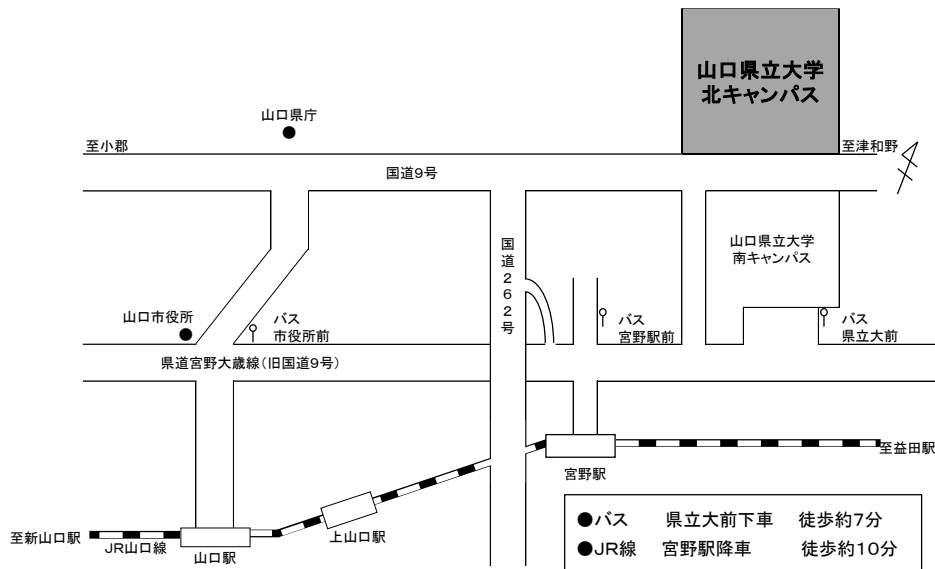 山口県立大学
北キャンパス
山口県庁
至小郡
至津和野
国道9号
山口県立大学
南キャンパス
国道262号
山口市役所
バス
市役所前
バス
宮野駅前
バス
県立大前
県道宮野大歳線(旧国道9号)
至益田駅
宮野駅
上山口駅
至新山口駅
JR山口線
山口駅
●バス 県立大前下車 徒歩約7分
●JR線 宮野駅降車 徒歩約10分